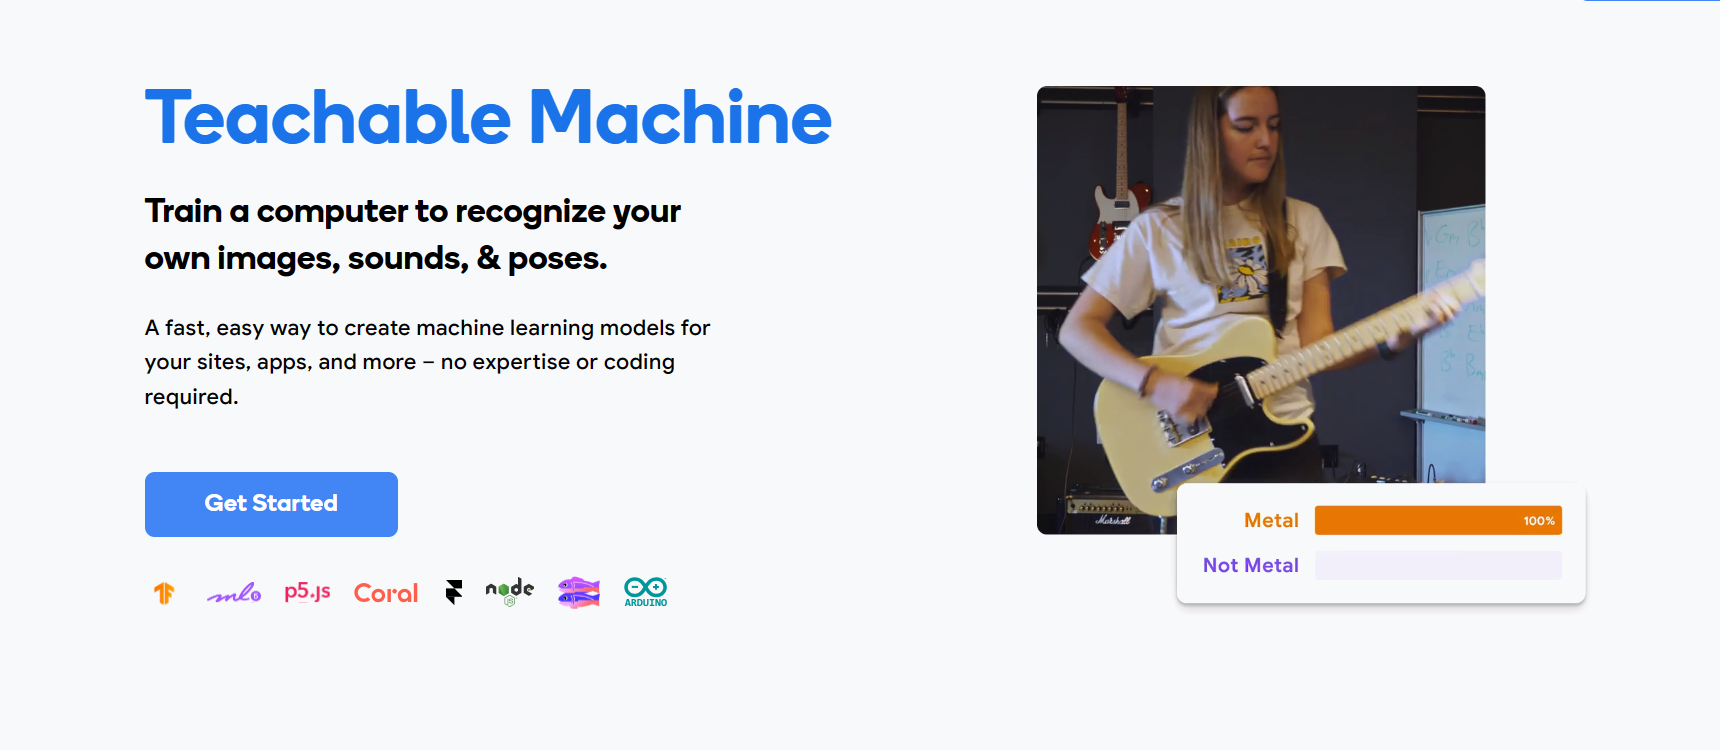 Teachable Machine
Train a computer to recognize your
own images, sounds, & poses.
A fast, easy way to create machine learning models for
your sites, apps, and more – no expertise or coding
required.
Get Started
ml5
p5.js
Coral
node
JS
ARDUINO
Marshall
Metal
100%
Not Metal